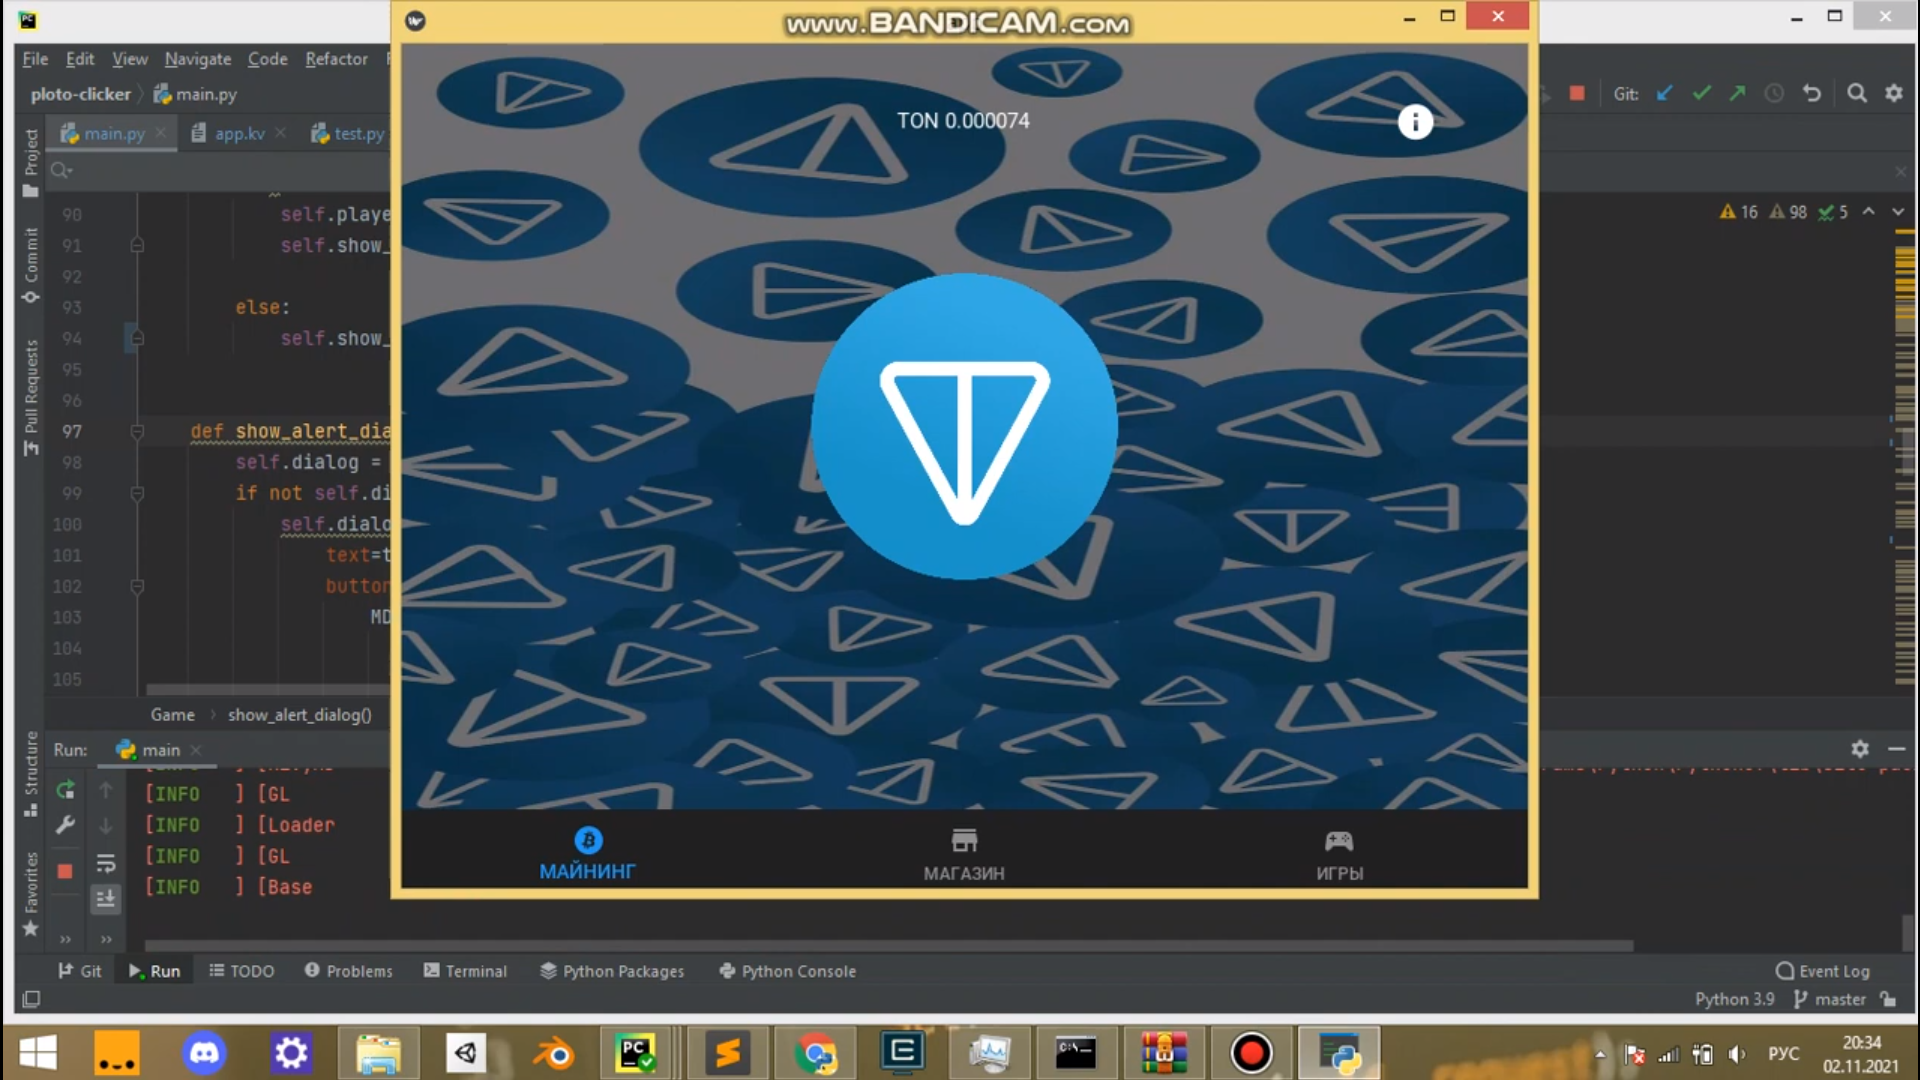 www.BANDICAM.com
File Edit View Navigate Code Refactor
ploto-clicker main.py
Git:
main.py app.kv test.py
TON 0.000074
16 98 5
Project
Commit
Pull Requests
Structure
Favorites
90 self.playe
91 self.show_
92
93 else:
94 self.show_
95
96
97 def show_alert_dia
98 self.dialog =
99 if not self.di
100 self.dialo
101 text=t
102 button
103 MD
104
105
Game show_alert_dialog()
Run: main
[INFO ] [GL
[INFO ] [Loader
[INFO ] [GL
[INFO ] [Base
МАЙНИНГ МАГАЗИН ИГРЫ
Git Run TODO Problems Terminal Python Packages Python Console Event Log
Python 3.9 master
PC
C:\
РУС
20:34
02.11.2021